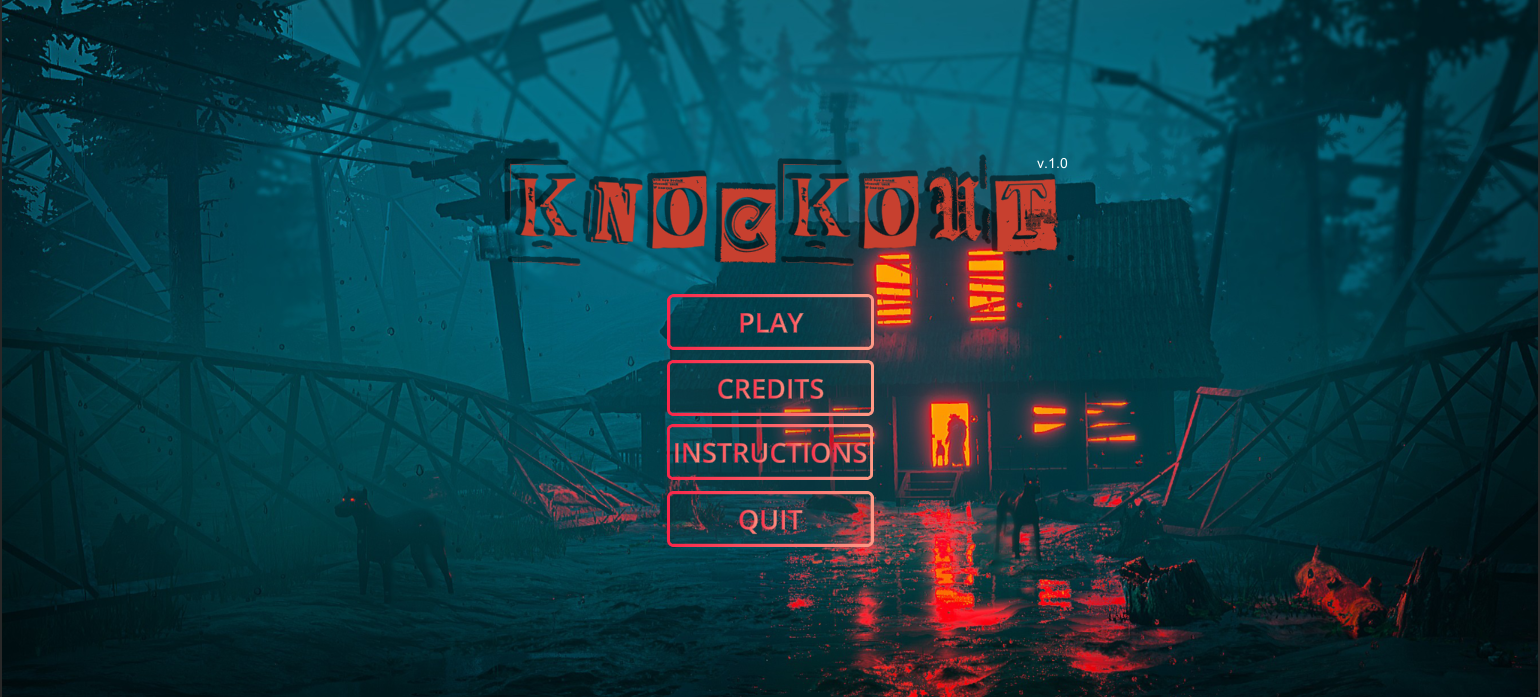 v.1.0
KNOCKOUT
PLAY
CREDITS
INSTRUCTIONS
QUIT